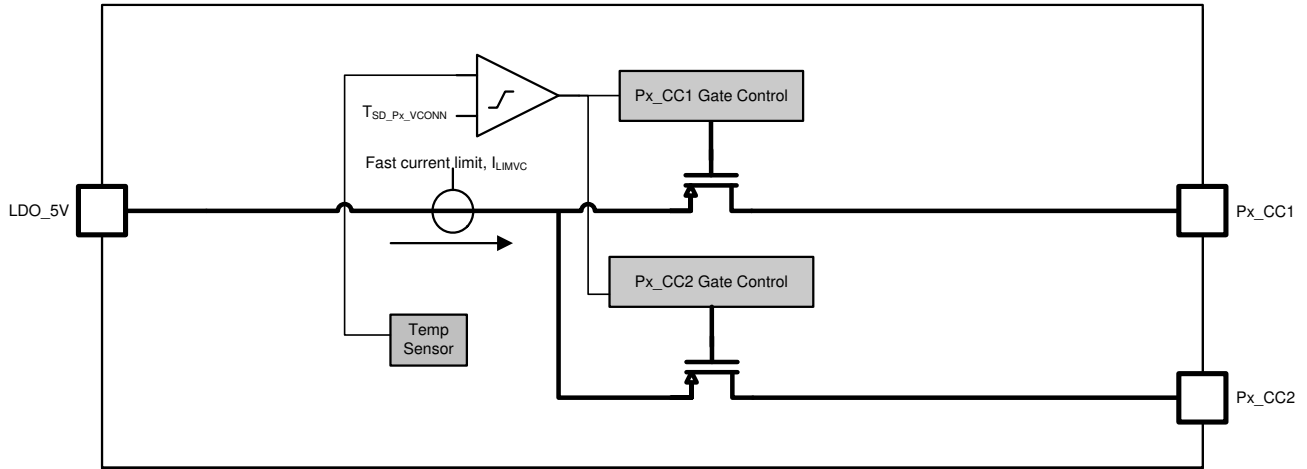 Px_CC1 Gate Control
TSD_Px_VCONN
Fast current limit, ILIMVC
LDO_5V
Px_CC1
Px_CC2 Gate Control
Temp
Sensor
Px_CC2